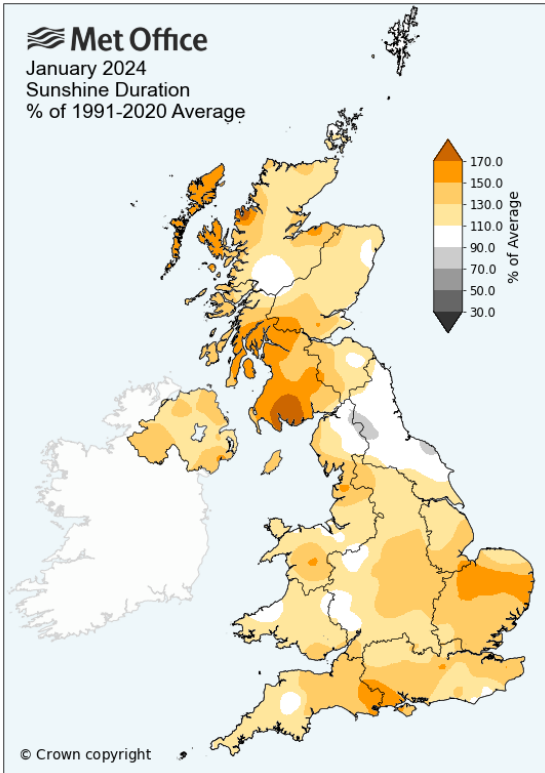 Met Office
January 2024
Sunshine Duration
% of 1991-2020 Average
170.0
150.0
130.0
110.0
90.0
70.0
50.0
30.0
% of Average
© Crown copyright